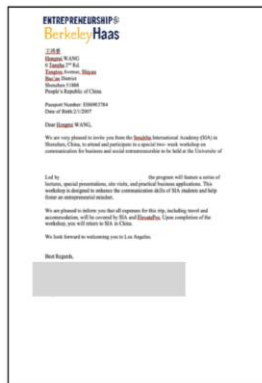 ENTREPRENEURSHIP@
BerkeleyHaas
Hongrui WANG
People's Republic of China
Date of Birth:2/1/2007
Dear Hongrui WANG,
We are very pleased to invite you from the International Academy (SIA) in
Shenzhen, China, to attend and participate in a special two-week workshop on
communication for business and social entrepreneurship to be held at the University of
Led by the program will feature a series of
lectures, special presentations, site visits, and practical business applications. This
workshop is designed to enhance the communication skills of SIA students and help
foster an entrepreneurial mindset.
We are pleased to inform you that all expenses for this trip, including travel and
accommodation, will be covered by SIA and ElevatePro. Upon completion of the
workshop, you will return to SIA in China.
We look forward to welcoming you to Los Angeles.
Best Regards,